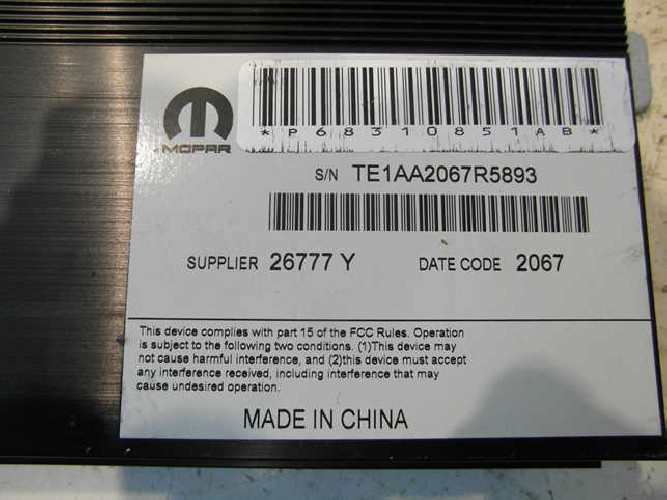 *P68310851AB*
MOPAR
S/N TE1AA2067R5893
SUPPLIER 26777 Y DATE CODE 2067
This device complies with part 15 of the FCC Rules. Operation
is subject to the following two conditions. (1)This device may
not cause harmful interference, and (2)this device must accept
any interference received, including interference that may
cause undesired operation.
MADE IN CHINA